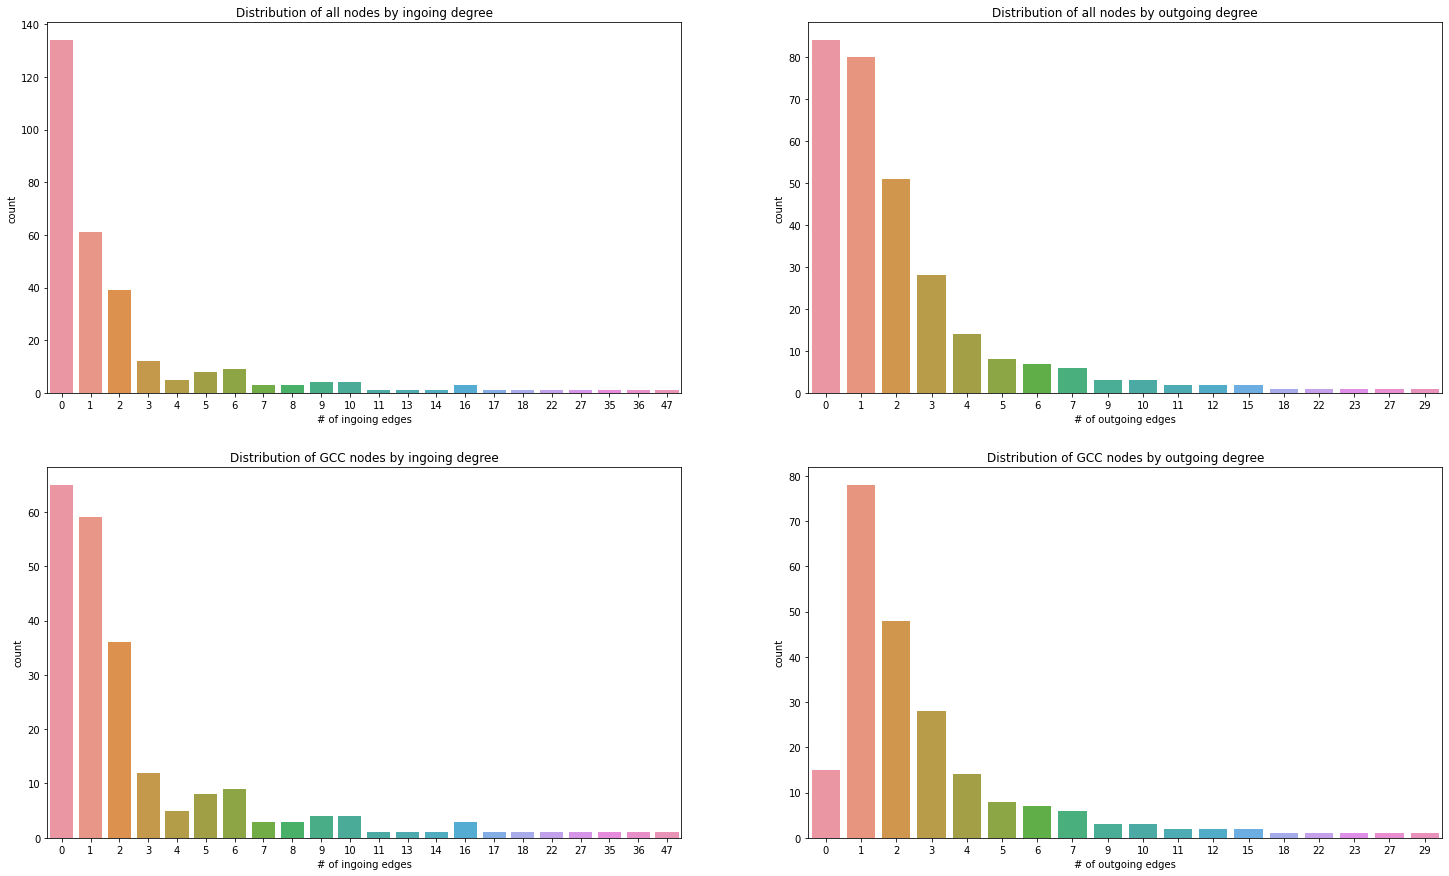 Distribution of all nodes by ingoing degree
count
140
120
100
80
60
40
20
0
0 1 2 3 4 5 6 7 8 9 10 11 13 14 16 17 18 22 27 35 36 47
# of ingoing edges
Distribution of all nodes by outgoing degree
count
80
70
60
50
40
30
20
10
0
0 1 2 3 4 5 6 7 9 10 11 12 15 18 22 23 27 29
# of outgoing edges
Distribution of GCC nodes by ingoing degree
count
60
50
40
30
20
10
0
0 1 2 3 4 5 6 7 8 9 10 11 13 14 16 17 18 22 27 35 36 47
# of ingoing edges
Distribution of GCC nodes by outgoing degree
count
80
70
60
50
40
30
20
10
0
0 1 2 3 4 5 6 7 9 10 11 12 15 18 22 23 27 29
# of outgoing edges